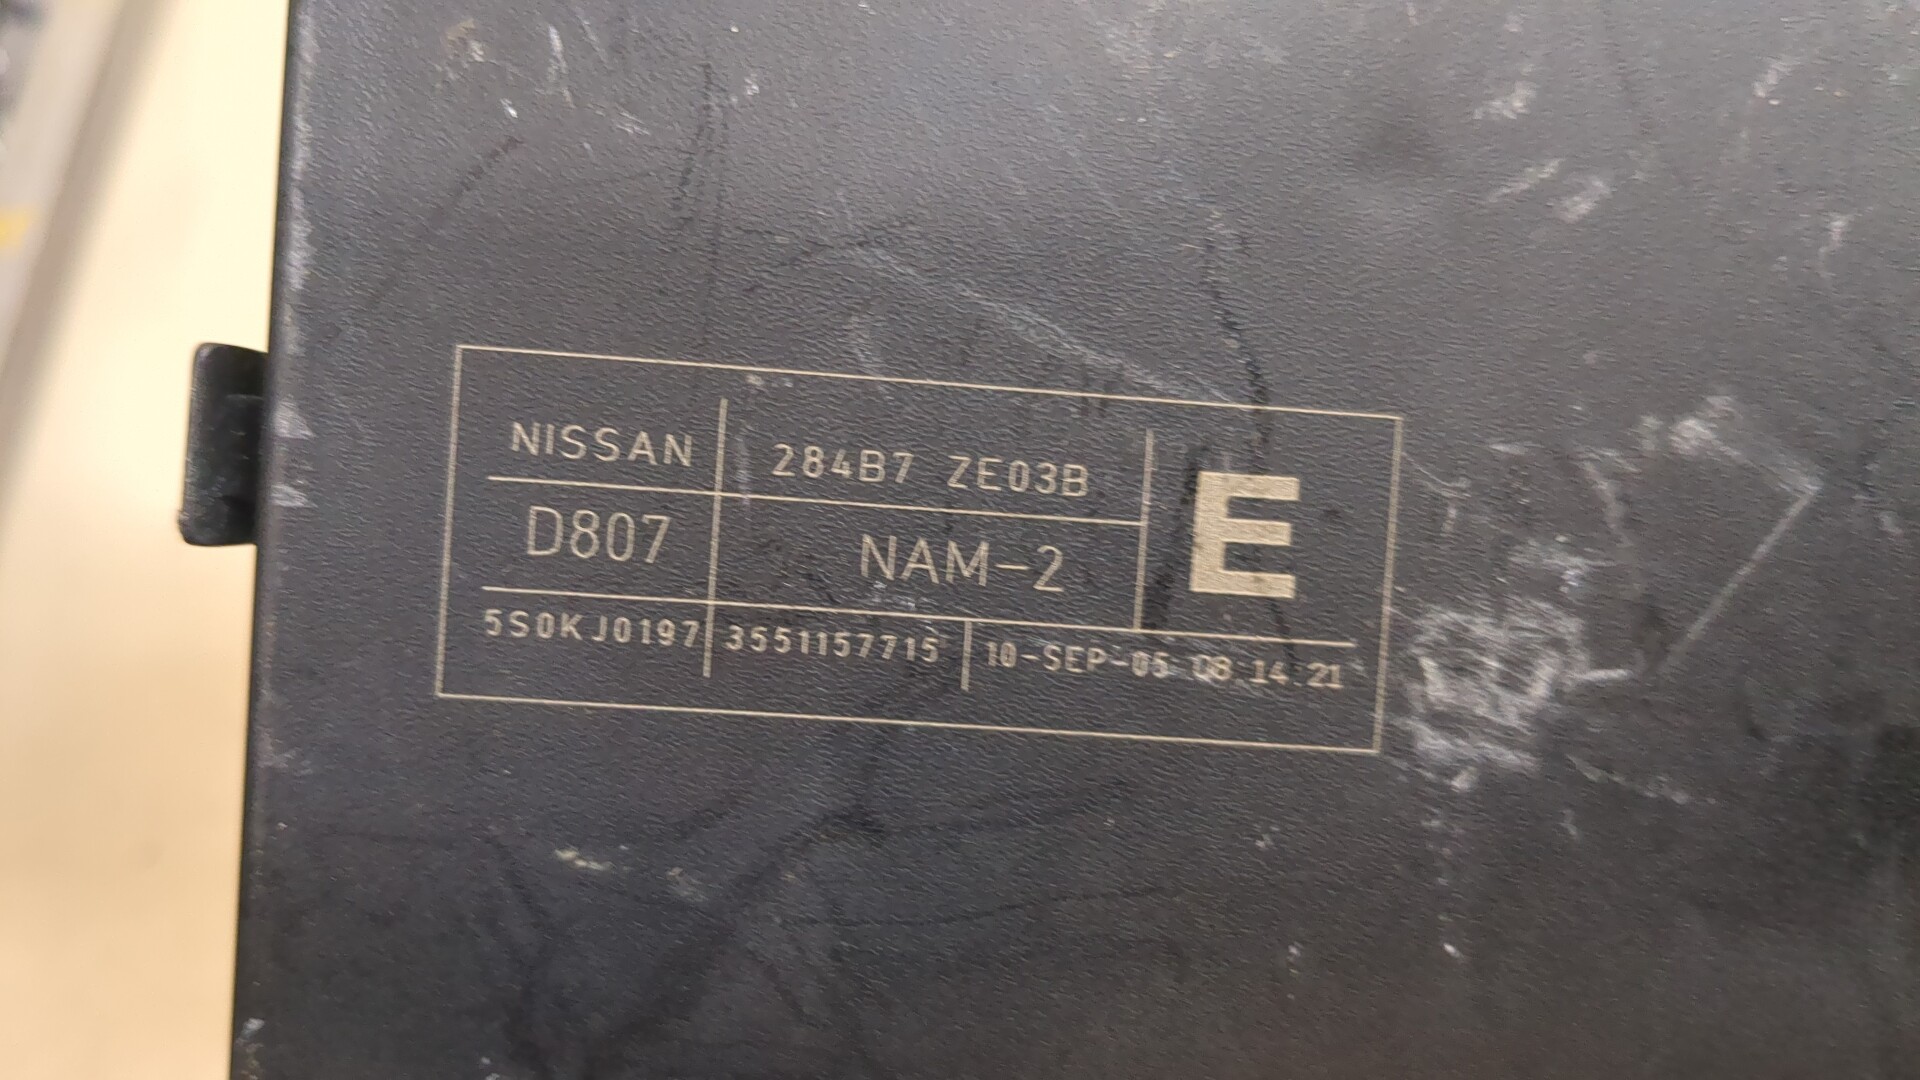 NISSAN 284B7 ZE03B E
D807 NAM-2
5S0KJ0197 3551157715 10-SEP-05 08:14:21